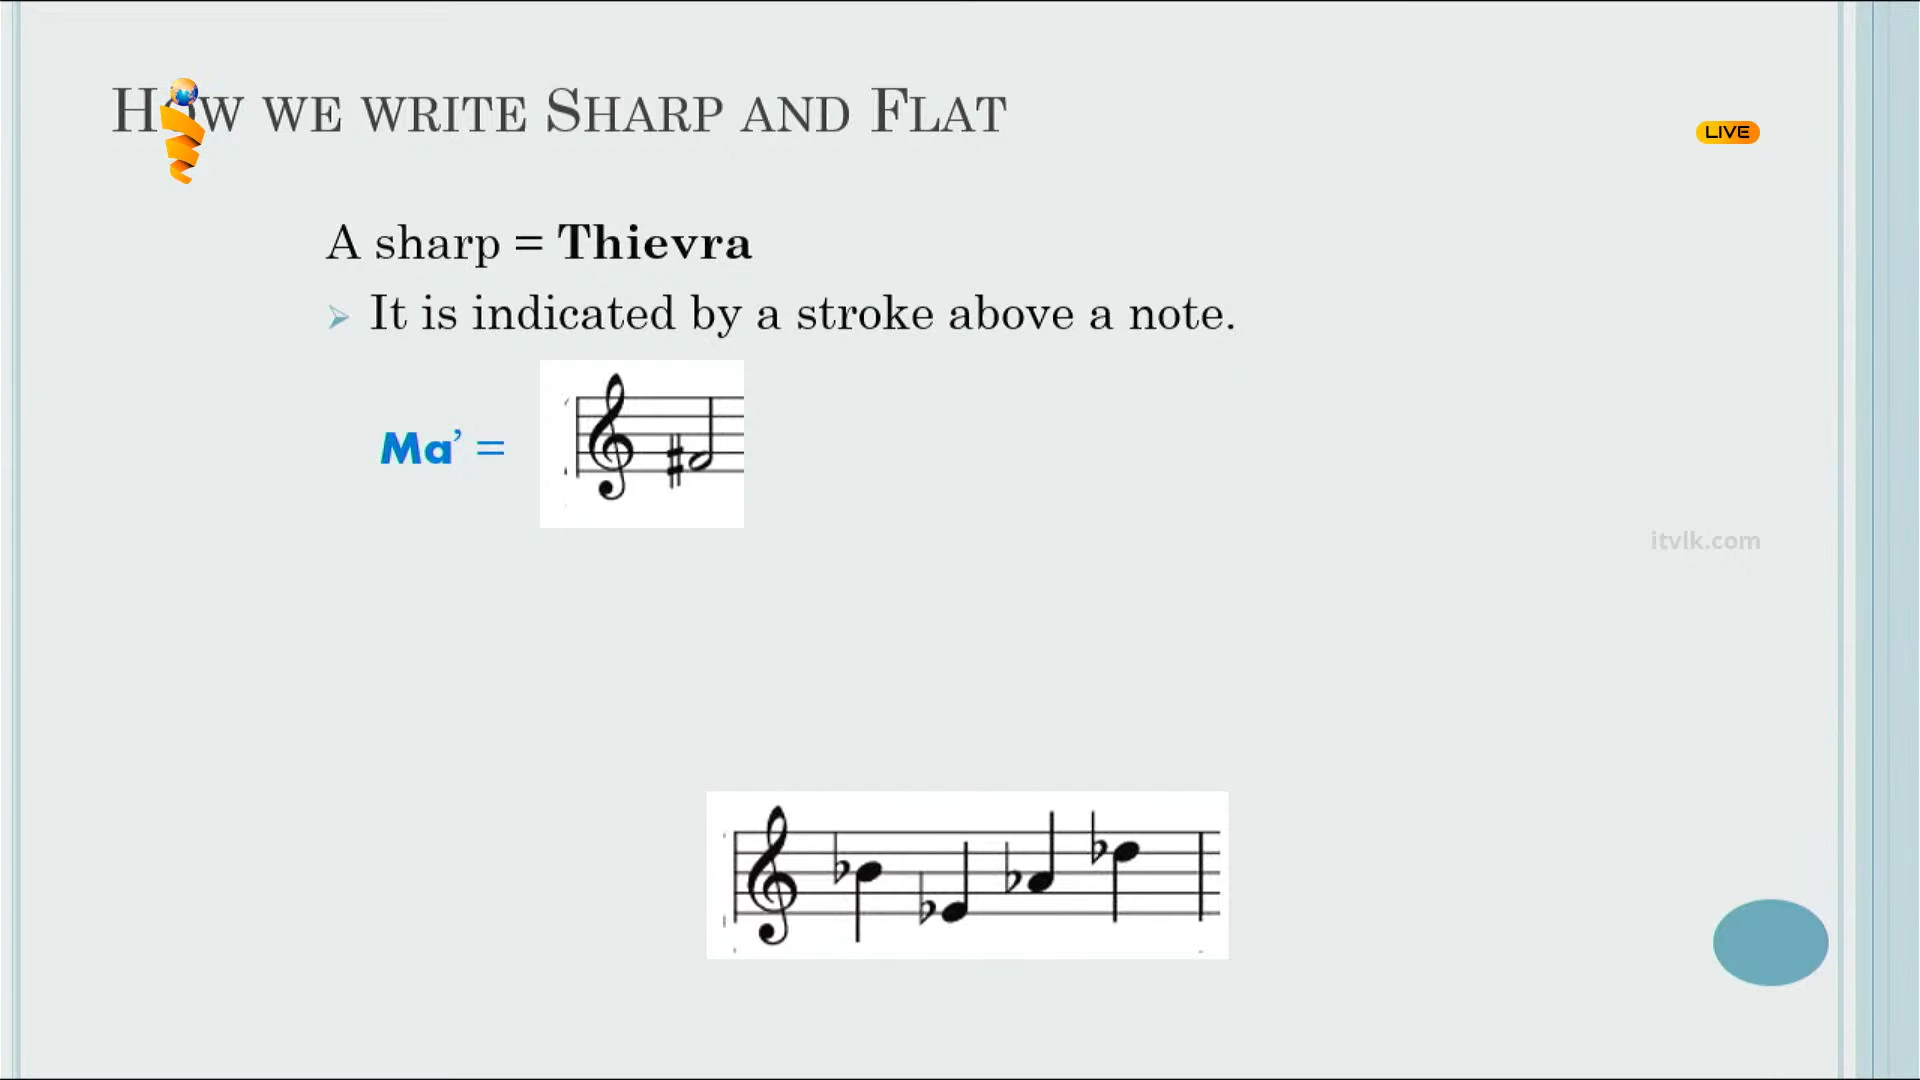 How we write Sharp and Flat
LIVE
A sharp = Thievra
It is indicated by a stroke above a note.
Ma’ =
itvlk.com